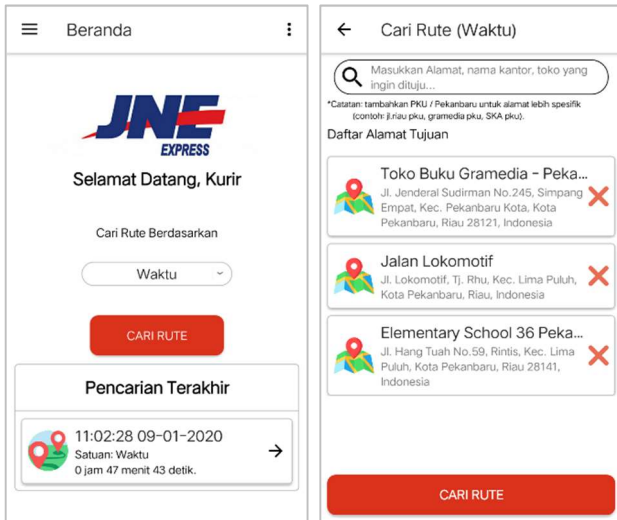 Beranda
JNE
EXPRESS
Selamat Datang, Kurir
Cari Rute Berdasarkan
Waktu
CARI RUTE
Pencarian Terakhir
11:02:28 09-01-2020
Satuan: Waktu
0 jam 47 menit 43 detik.
Cari Rute (Waktu)
Masukkan Alamat, nama kantor, toko yang
ingin dituju...
*Catatan: tambahkan PKU / Pekanbaru untuk alamat lebih spesifik
(contoh: jl.riau pku, gramedia pku, SKA pku).
Daftar Alamat Tujuan
Toko Buku Gramedia - Peka...
Jl. Jenderal Sudirman No.245, Simpang
Empat, Kec. Pekanbaru Kota, Kota
Pekanbaru, Riau 28121, Indonesia
Jalan Lokomotif
Jl. Lokomotif, Tj. Rhu, Kec. Lima Puluh,
Kota Pekanbaru, Riau, Indonesia
Elementary School 36 Peka...
Jl. Hang Tuah No.59, Rintis, Kec. Lima
Puluh, Kota Pekanbaru, Riau 28141,
Indonesia
CARI RUTE